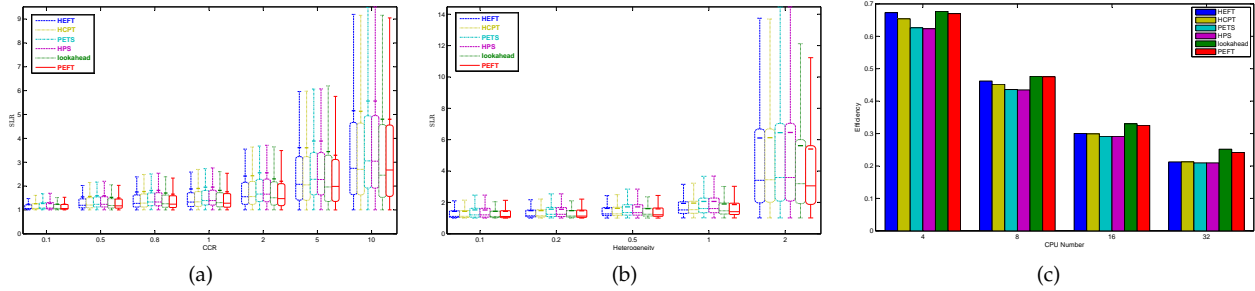 9
8
7
6
5
4
3
2
1
0
SLR
HEFT
HCPT
PETS
HPS
lookahead
PEFT
0.1
0.5
0.8
1
2
5
10
CCR
(a)
14
12
10
8
6
4
2
0
SLR
HEFT
HCPT
PETS
HPS
lookahead
PEFT
0.1
0.2
0.5
1
2
Heterogeneity
(b)
0.7
0.6
0.5
0.4
0.3
0.2
0.1
0
Efficiency
HEFT
HCPT
PETS
HPS
lookahead
PEFT
4
8
16
32
CPU Number
(c)